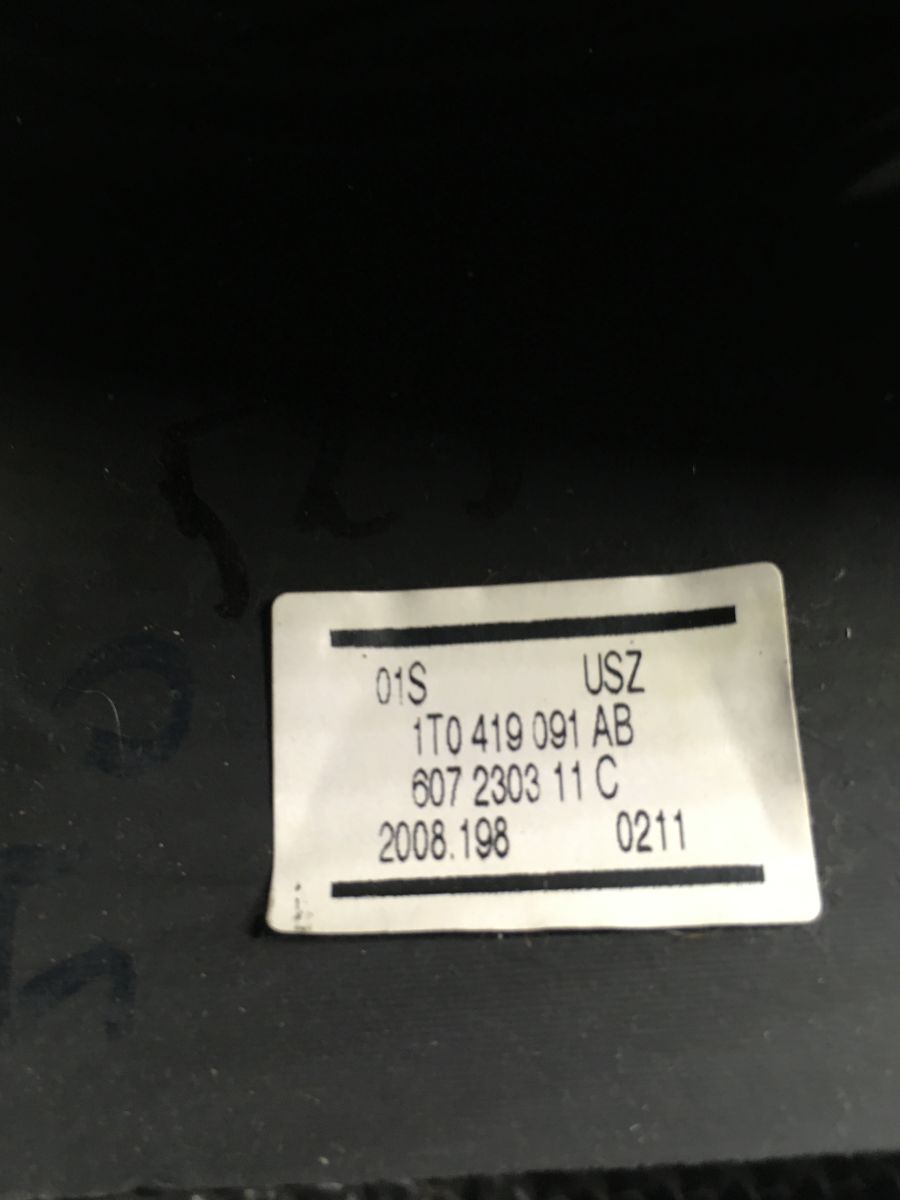 01S USZ
1T0 419 091 AB
607 2303 11 C
2008.198 0211